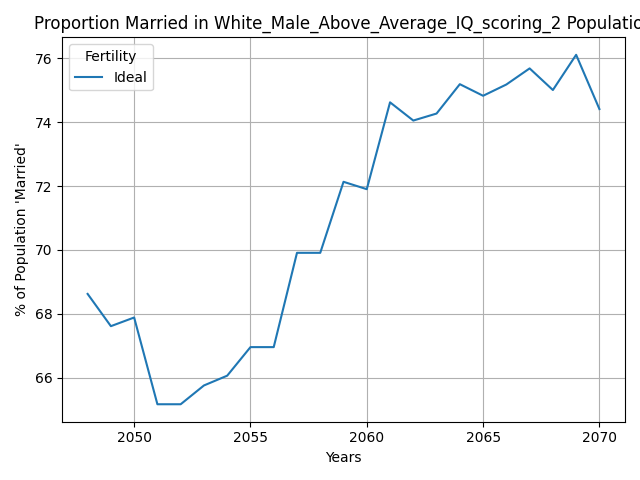 Proportion Married in White_Male_Above_Average_IQ_scoring_2 Populatio
Fertility
Ideal
% of Population 'Married'
76
74
72
70
68
66
2050 2055 2060 2065 2070
Years